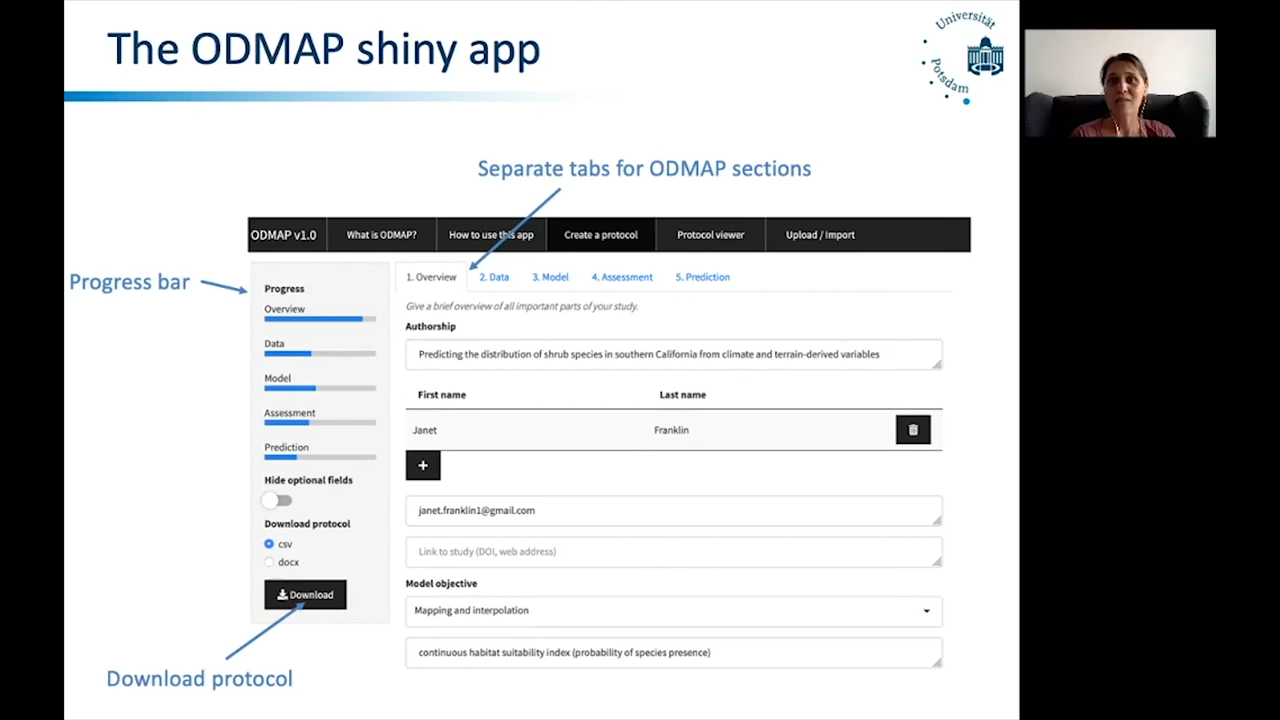 The ODMAP shiny app
Universität
Potsdam
Separate tabs for ODMAP sections
ODMAP v1.0
What is ODMAP?
How to use this app
Create a protocol
Protocol viewer
Upload / Import
Progress bar
Progress
Overview
Data
Model
Assessment
Prediction
Hide optional fields
Download protocol
csv
docx
Download
Download protocol
1. Overview
2. Data
3. Model
4. Assessment
5. Prediction
Give a brief overview of all important parts of your study.
Authorship
Predicting the distribution of shrub species in southern California from climate and terrain-derived variables
First name
Last name
Janet
Franklin
+
janet.franklin1@gmail.com
Link to study (DOI, web address)
Model objective
Mapping and interpolation
continuous habitat suitability index (probability of species presence)